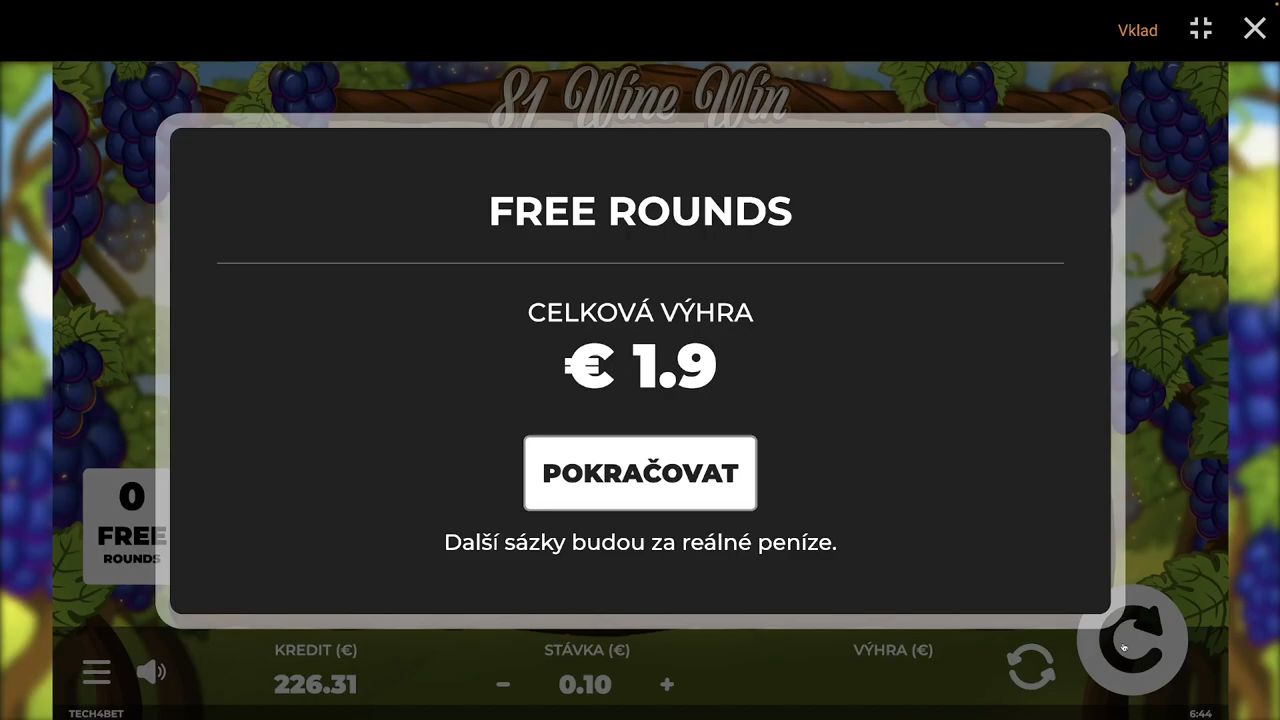 Vklad
81 Wine Win
FREE ROUNDS
CELKOVÁ VÝHRA
€ 1.9
POKRAČOVAT
Další sázky budou za reálné peníze.
0
FREE
ROUNDS
KREDIT (€)
226.31
STÁVKA (€)
- 0.10 +
VÝHRA (€)
TECH4BET
6:44